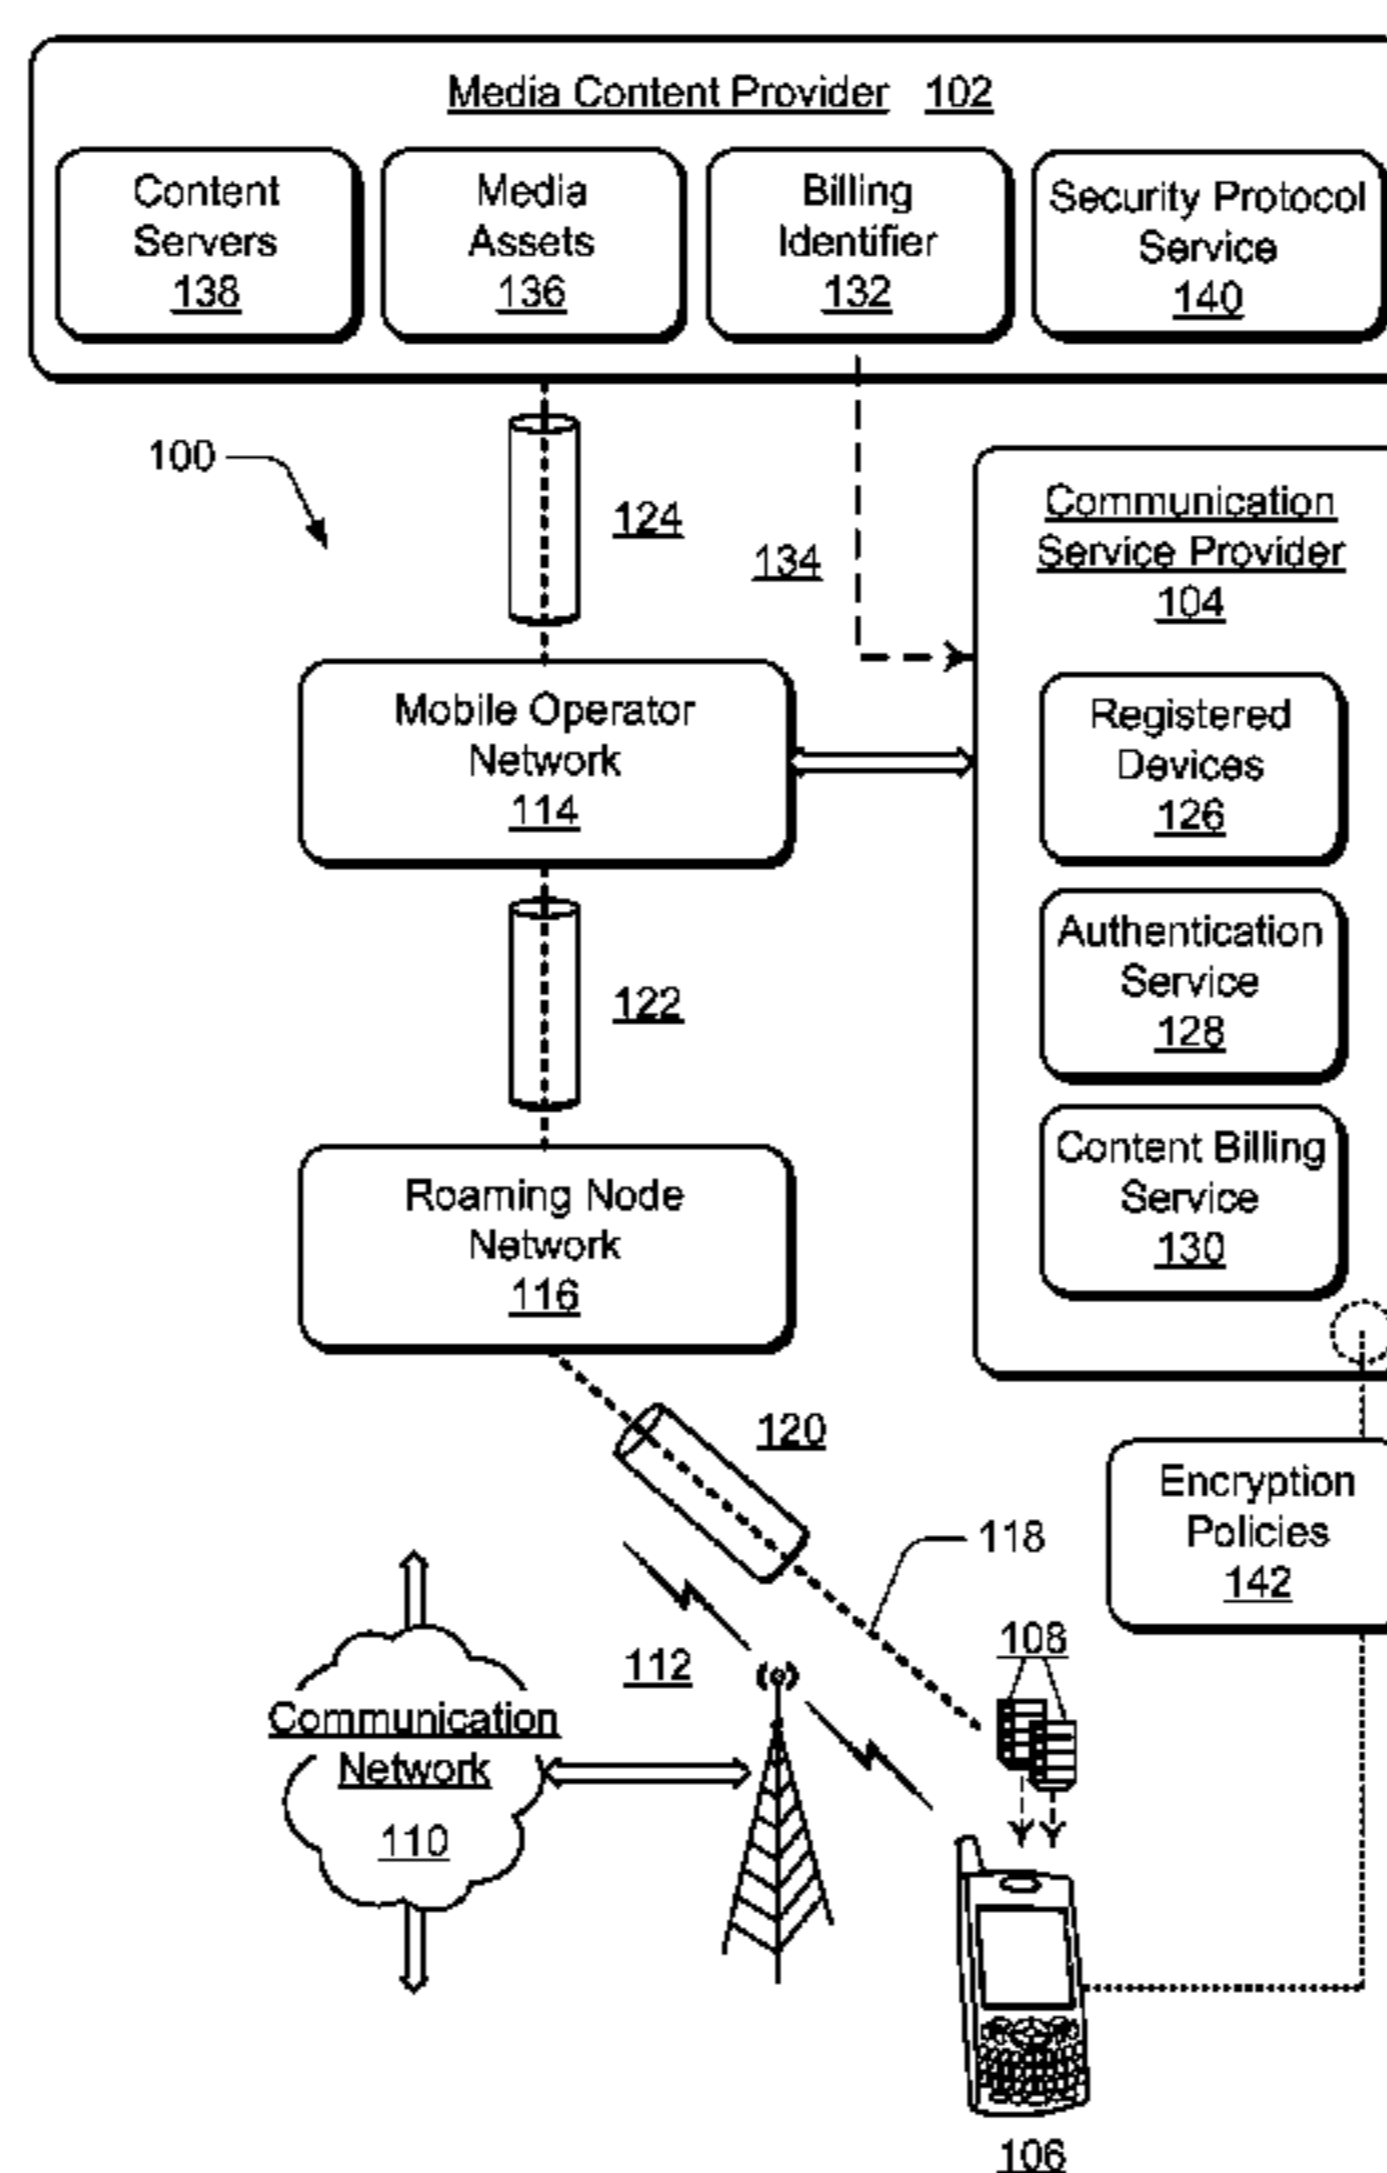 Media Content Provider 102
Content
Servers
138
Media
Assets
136
Billing
Identifier
132
Security Protocol
Service
140
100
124
134
Communication
Service Provider
104
Mobile Operator
Network
114
Registered
Devices
126
Authentication
Service
128
122
Content Billing
Service
130
Roaming Node
Network
116
120
Encryption
Policies
142
118
108
112
Communication
Network
110
106